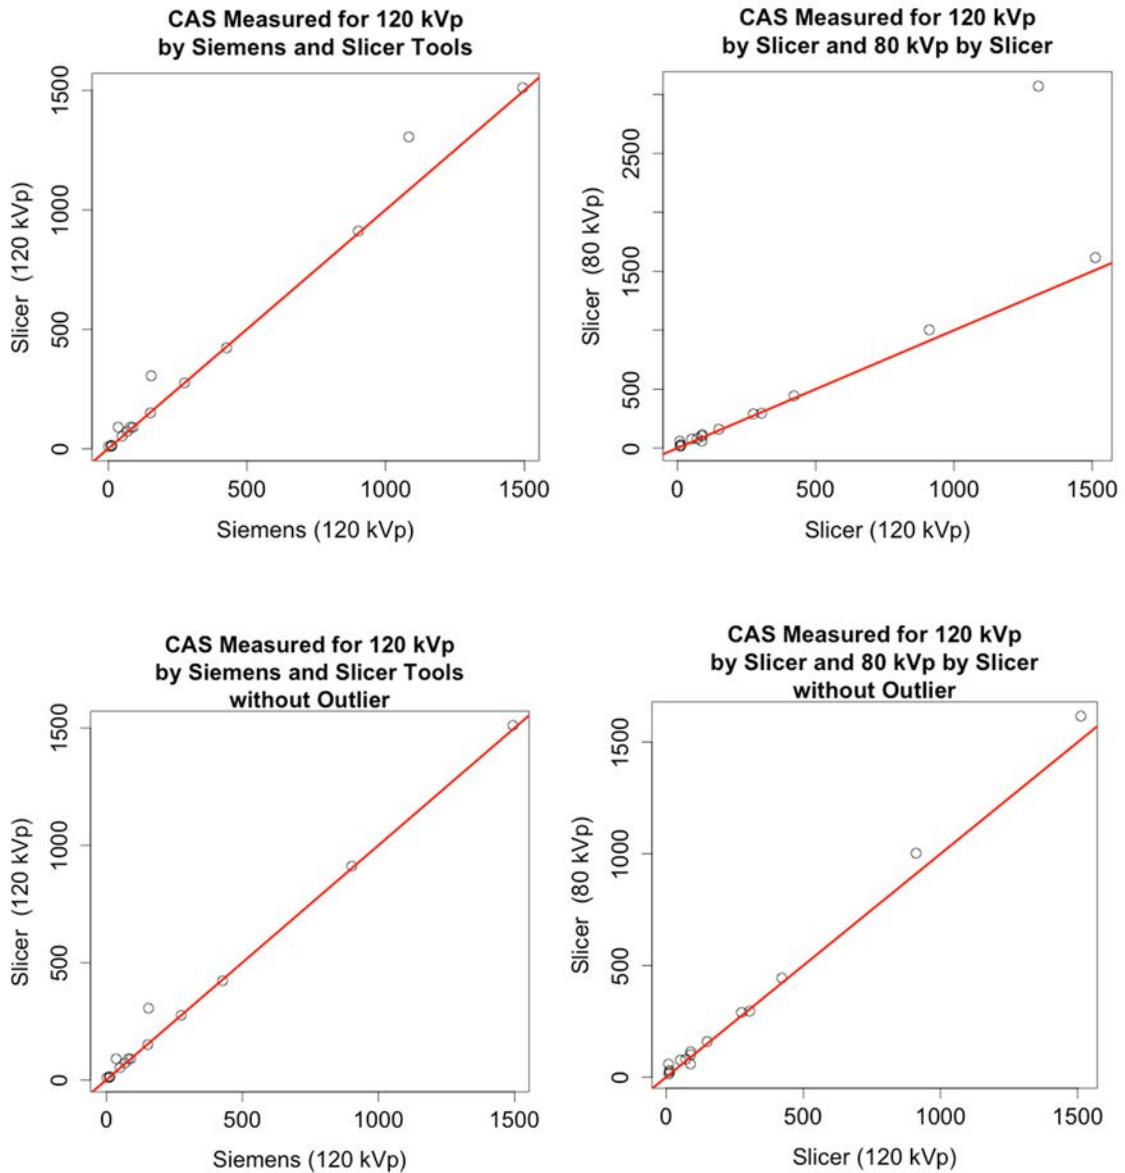 CAS Measured for 120 kVp
by Siemens and Slicer Tools
1500
1000
500
0
Slicer (120 kVp)
0 500 1000 1500
Siemens (120 kVp)
CAS Measured for 120 kVp
by Slicer and 80 kVp by Slicer
2500
1500
500
0
Slicer (80 kVp)
0 500 1000 1500
Slicer (120 kVp)
CAS Measured for 120 kVp
by Siemens and Slicer Tools
without Outlier
1500
1000
500
0
Slicer (120 kVp)
0 500 1000 1500
Siemens (120 kVp)
CAS Measured for 120 kVp
by Slicer and 80 kVp by Slicer
without Outlier
1500
1000
500
0
Slicer (80 kVp)
0 500 1000 1500
Slicer (120 kVp)